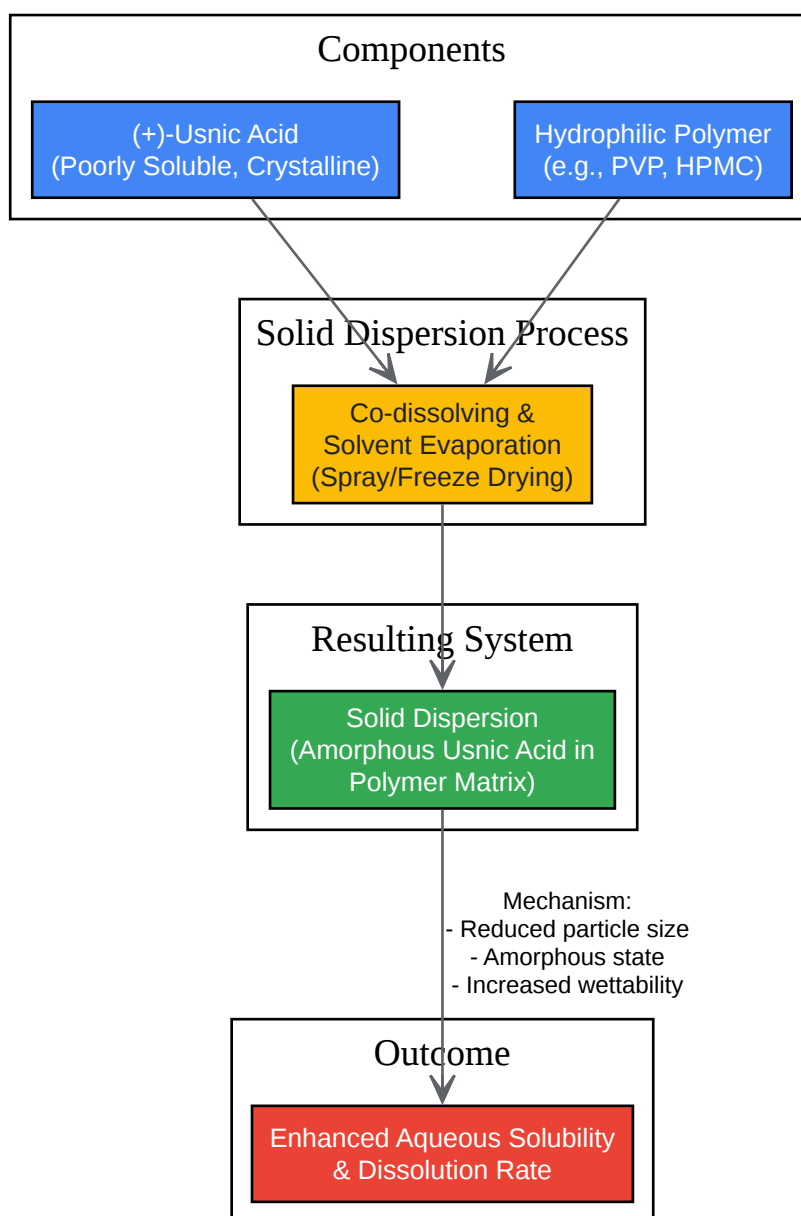 Components
(+)-Usnic Acid
(Poorly Soluble, Crystalline)
Hydrophilic Polymer
(e.g., PVP, HPMC)
Solid Dispersion Process
Co-dissolving &
Solvent Evaporation
(Spray/Freeze Drying)
Resulting System
Solid Dispersion
(Amorphous Usnic Acid in
Polymer Matrix)
Mechanism:
- Reduced particle size
- Amorphous state
- Increased wettability
Outcome
Enhanced Aqueous Solubility
& Dissolution Rate